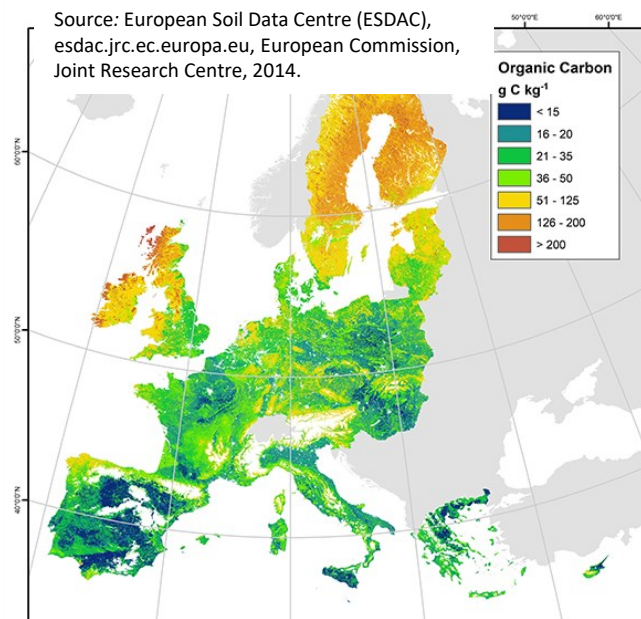 Source: European Soil Data Centre (ESDAC),
esdac.jrc.ec.europa.eu, European Commission,
Joint Research Centre, 2014.
50°0'0"E
60°0'0"E
Organic Carbon
g C kg-1
< 15
16 - 20
21 - 35
36 - 50
51 - 125
126 - 200
> 200
60°0'0"N
50°0'0"N
40°0'0"N